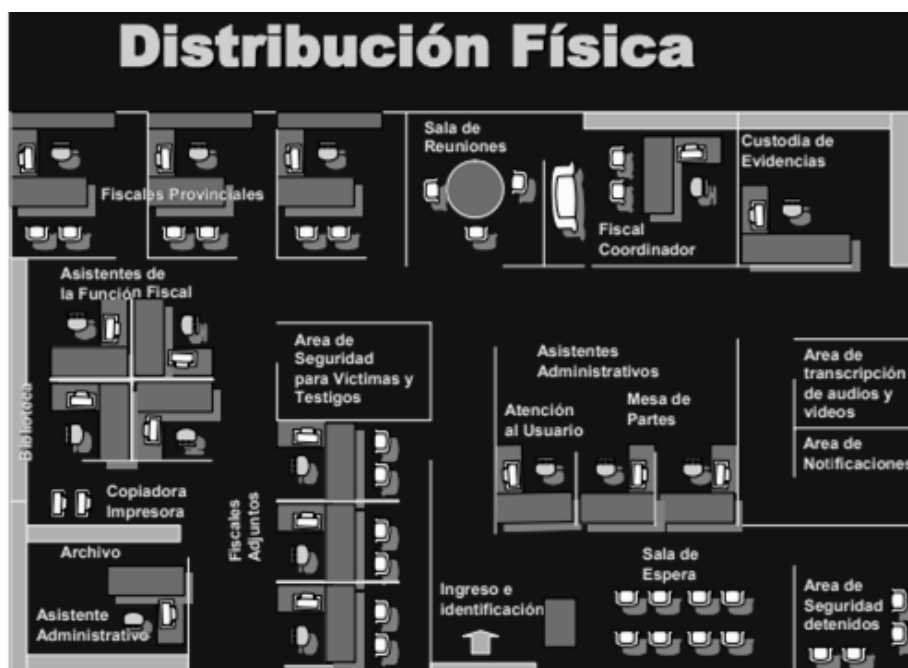 Distribución Física
Fiscales Provinciales
Sala de
Reuniones
Fiscal
Coordinador
Custodia de
Evidencias
Asistentes de
la Función Fiscal
Biblioteca
Area de
Seguridad
para Víctimas y
Testigos
Asistentes
Administrativos
Atención
al Usuario
Mesa de
Partes
Area de
transcripción
de audios y
videos
Area de
Notificaciones
Copiadora
Impresora
Fiscales
Adjuntos
Archivo
Asistente
Administrativo
Ingreso e
identificación
Sala de
Espera
Area de
Seguridad
detenidos